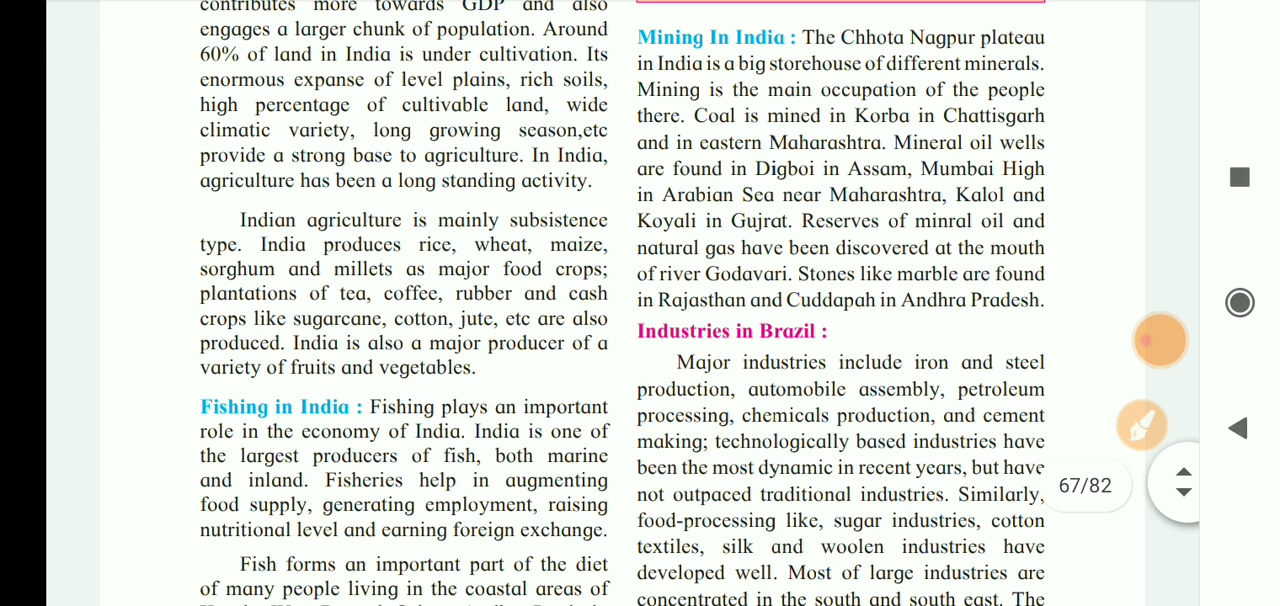 contributes more towards GDP and also
engages a larger chunk of population. Around
60% of land in India is under cultivation. Its
enormous expanse of level plains, rich soils,
high percentage of cultivable land, wide
climatic variety, long growing season,etc
provide a strong base to agriculture. In India,
agriculture has been a long standing activity.
Indian agriculture is mainly subsistence
type. India produces rice, wheat, maize,
sorghum and millets as major food crops;
plantations of tea, coffee, rubber and cash
crops like sugarcane, cotton, jute, etc are also
produced. India is also a major producer of a
variety of fruits and vegetables.
Fishing in India : Fishing plays an important
role in the economy of India. India is one of
the largest producers of fish, both marine
and inland. Fisheries help in augmenting
food supply, generating employment, raising
nutritional level and earning foreign exchange.
Fish forms an important part of the diet
of many people living in the coastal areas of
Mining In India : The Chhota Nagpur plateau
in India is a big storehouse of different minerals.
Mining is the main occupation of the people
there. Coal is mined in Korba in Chattisgarh
and in eastern Maharashtra. Mineral oil wells
are found in Digboi in Assam, Mumbai High
in Arabian Sea near Maharashtra, Kalol and
Koyali in Gujrat. Reserves of minral oil and
natural gas have been discovered at the mouth
of river Godavari. Stones like marble are found
in Rajasthan and Cuddapah in Andhra Pradesh.
Industries in Brazil :
Major industries include iron and steel
production, automobile assembly, petroleum
processing, chemicals production, and cement
making; technologically based industries have
been the most dynamic in recent years, but have
not outpaced traditional industries. Similarly,
food-processing like, sugar industries, cotton
textiles, silk and woolen industries have
developed well. Most of large industries are
concentrated in the south and south east. The
67/82